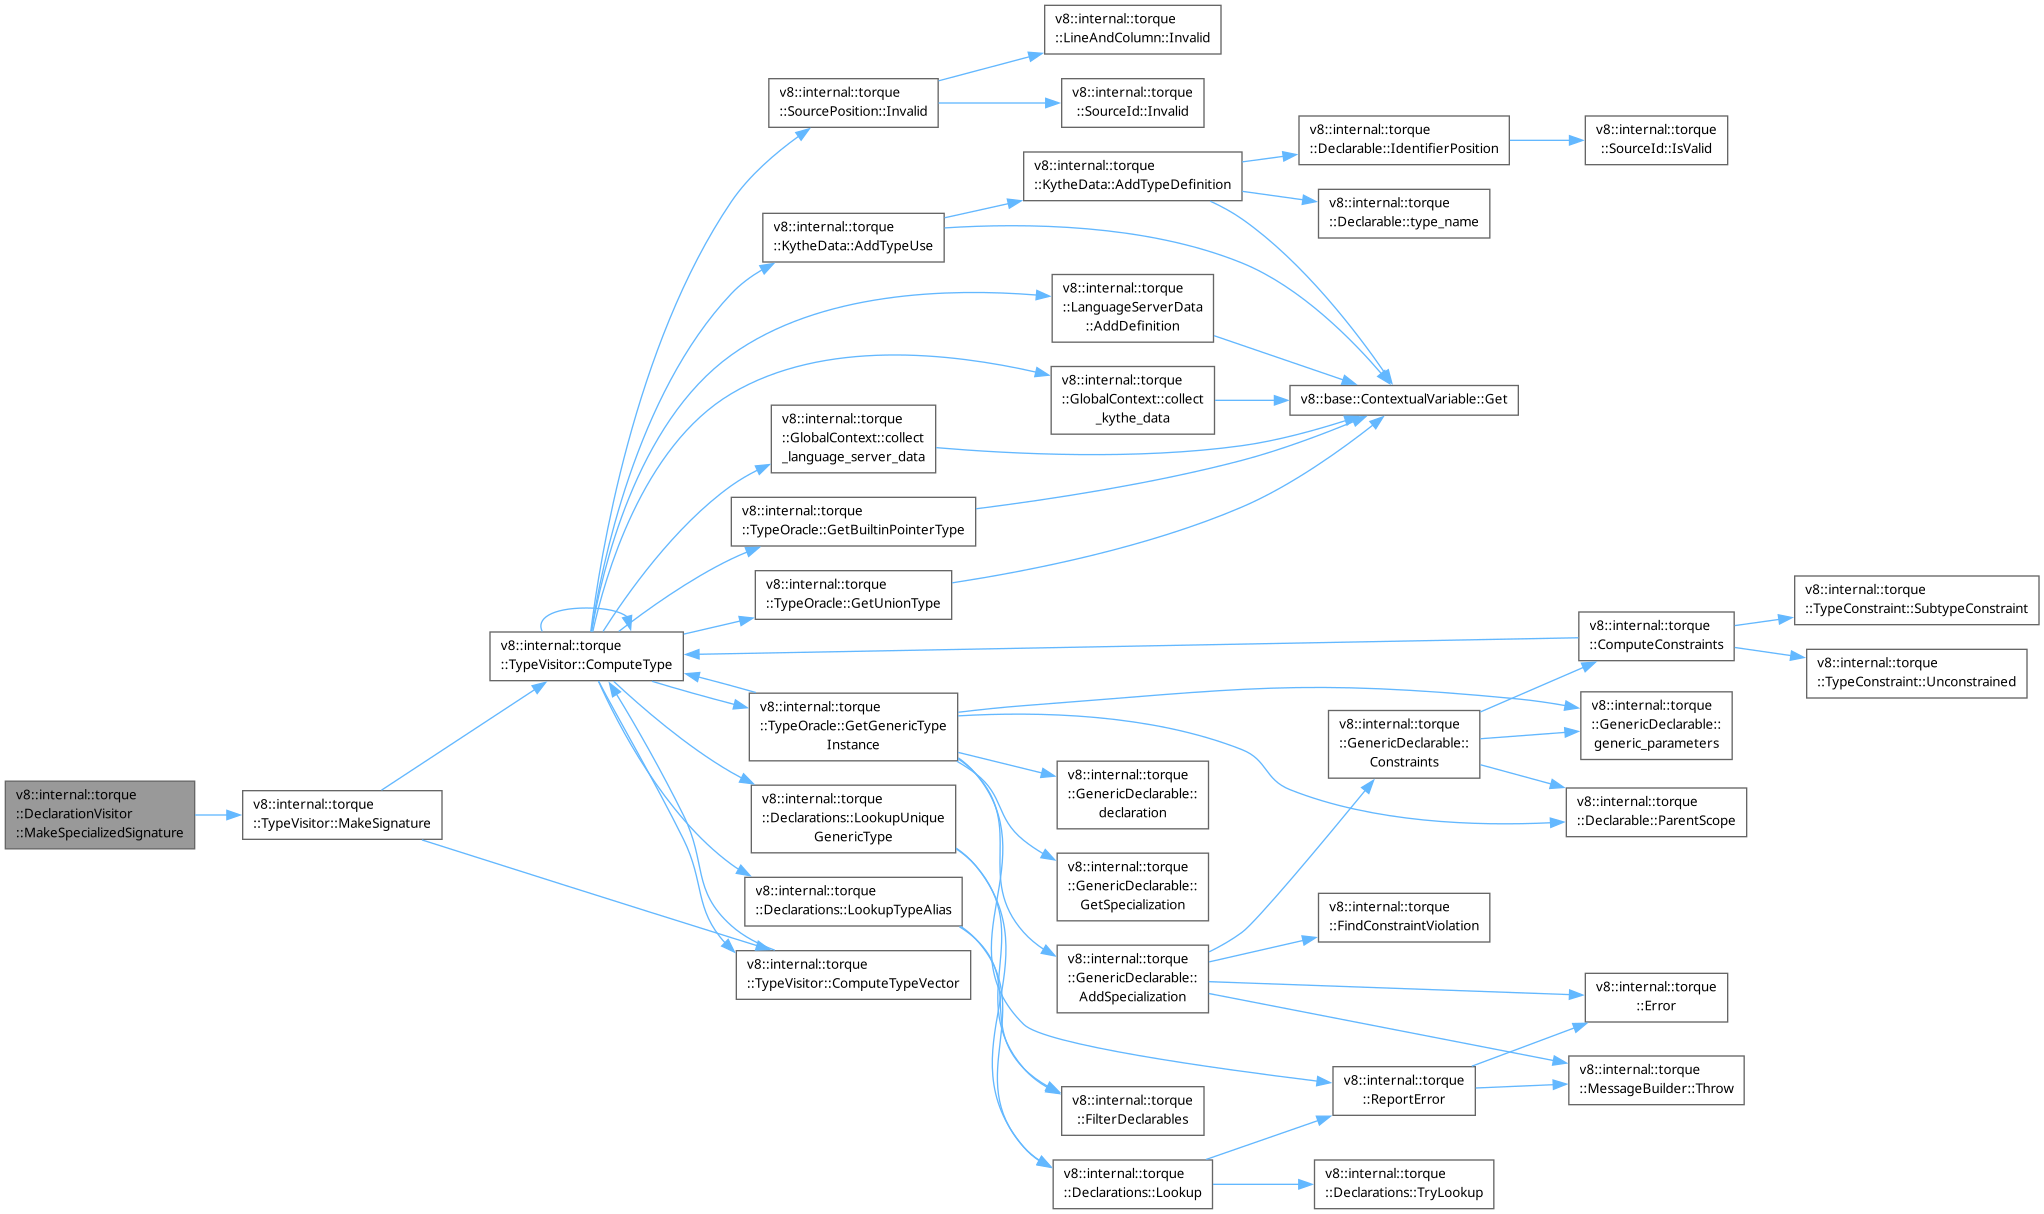 v8::internal::torque
::DeclarationVisitor
::MakeSpecializedSignature
v8::internal::torque
::TypeVisitor::MakeSignature
v8::internal::torque
::TypeVisitor::ComputeType
v8::internal::torque
::SourcePosition::Invalid
v8::internal::torque
::LineAndColumn::Invalid
v8::internal::torque
::SourceId::Invalid
v8::internal::torque
::KytheData::AddTypeUse
v8::internal::torque
::KytheData::AddTypeDefinition
v8::internal::torque
::Declarable::IdentifierPosition
v8::internal::torque
::SourceId::IsValid
v8::internal::torque
::Declarable::type_name
v8::internal::torque
::LanguageServerData
::AddDefinition
v8::internal::torque
::GlobalContext::collect
_kythe_data
v8::base::ContextualVariable::Get
v8::internal::torque
::GlobalContext::collect
_language_server_data
v8::internal::torque
::TypeOracle::GetBuiltinPointerType
v8::internal::torque
::TypeOracle::GetUnionType
v8::internal::torque
::TypeOracle::GetGenericType
Instance
v8::internal::torque
::Declarations::LookupUnique
GenericType
v8::internal::torque
::Declarations::LookupTypeAlias
v8::internal::torque
::TypeVisitor::ComputeTypeVector
v8::internal::torque
::GenericDeclarable::
declaration
v8::internal::torque
::GenericDeclarable::
GetSpecialization
v8::internal::torque
::GenericDeclarable::
AddSpecialization
v8::internal::torque
::FilterDeclarables
v8::internal::torque
::Declarations::Lookup
v8::internal::torque
::GenericDeclarable::
Constraints
v8::internal::torque
::FindConstraintViolation
v8::internal::torque
::ReportError
v8::internal::torque
::Declarations::TryLookup
v8::internal::torque
::ComputeConstraints
v8::internal::torque
::GenericDeclarable::
generic_parameters
v8::internal::torque
::Declarable::ParentScope
v8::internal::torque
::Error
v8::internal::torque
::MessageBuilder::Throw
v8::internal::torque
::TypeConstraint::SubtypeConstraint
v8::internal::torque
::TypeConstraint::Unconstrained